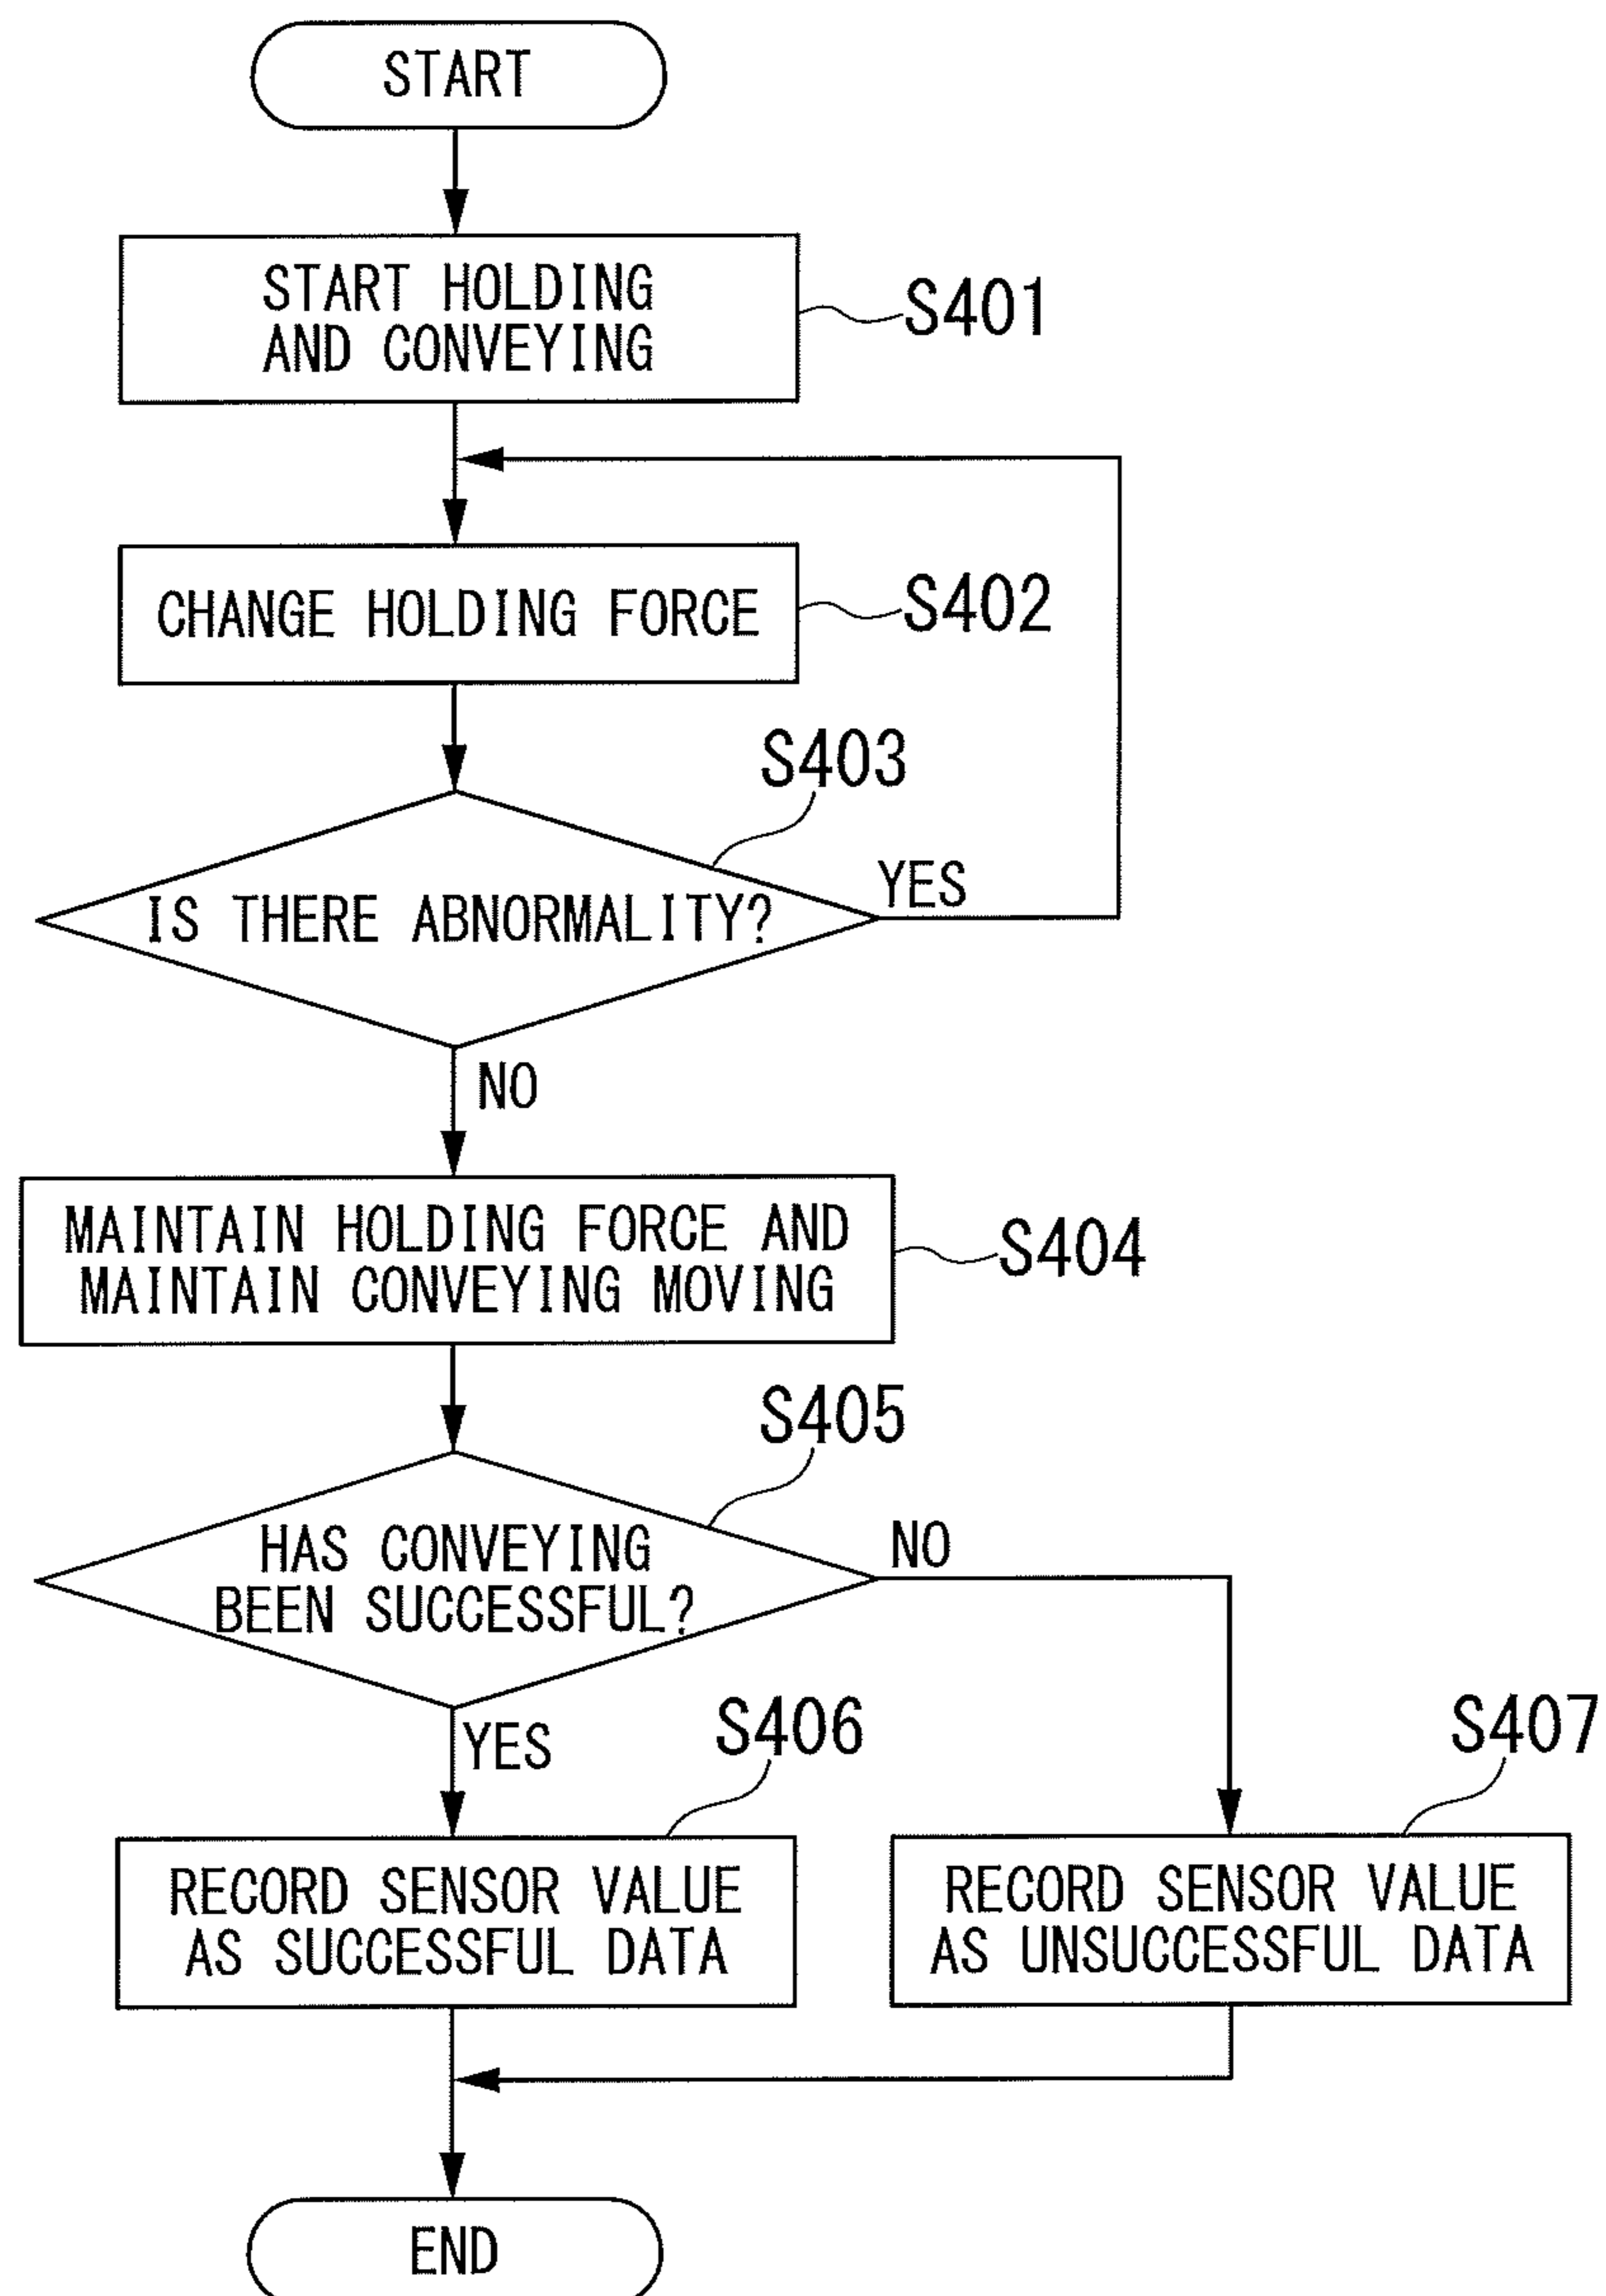 START
START HOLDING
AND CONVEYING
S401
CHANGE HOLDING FORCE
S402
S403
IS THERE ABNORMALITY?
YES
NO
MAINTAIN HOLDING FORCE AND
MAINTAIN CONVEYING MOVING
S404
S405
HAS CONVEYING
BEEN SUCCESSFUL?
NO
YES
S406
S407
RECORD SENSOR VALUE
AS SUCCESSFUL DATA
RECORD SENSOR VALUE
AS UNSUCCESSFUL DATA
END